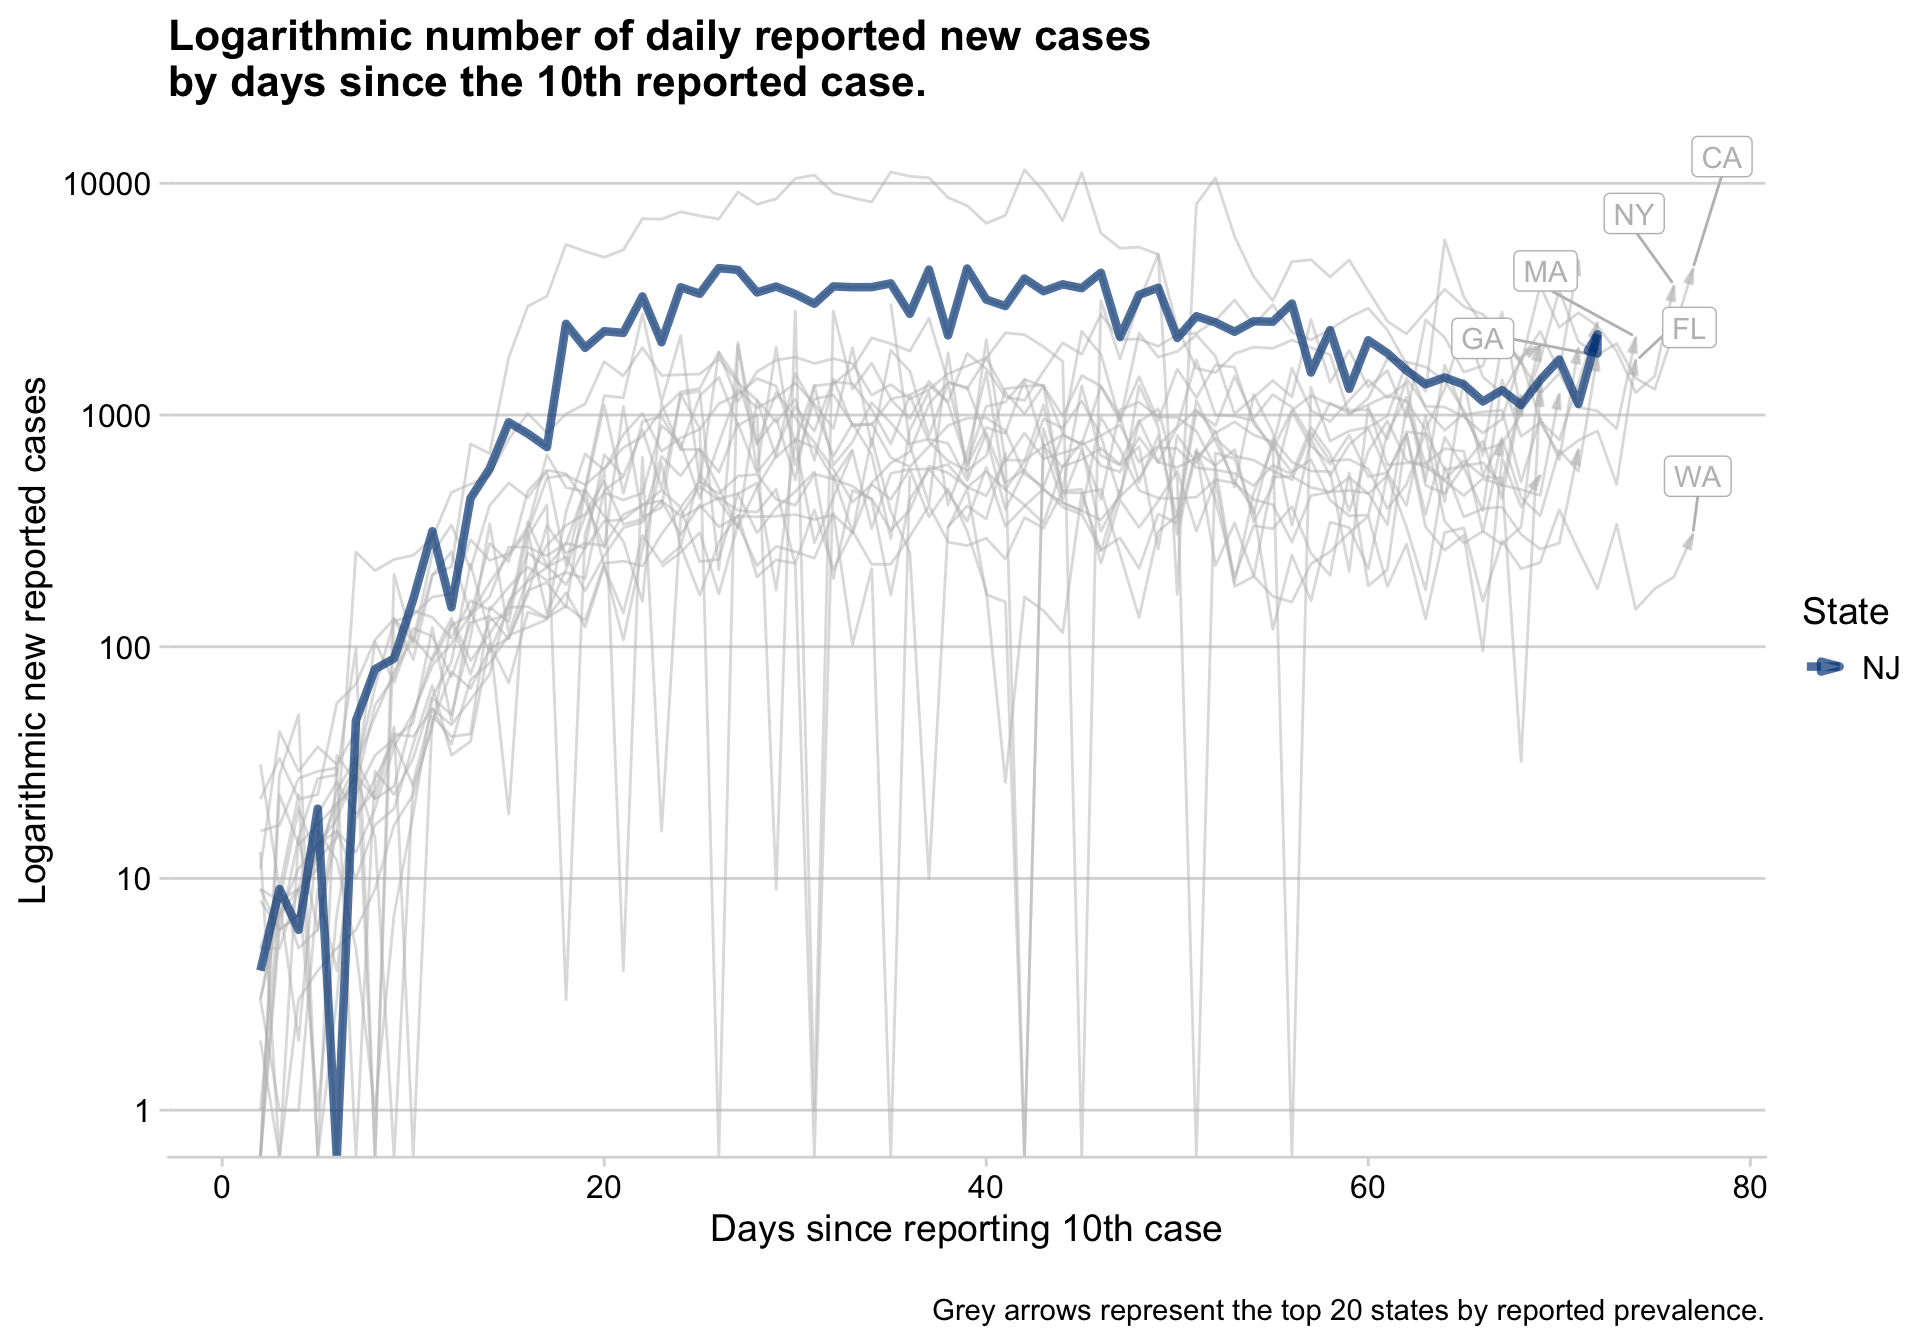 Logarithmic number of daily reported new cases
by days since the 10th reported case.
CA
10000
NY
MA
FL
GA
1000
WA
Logarithmic new reported cases
State
100
NJ
10
1
0 20 40 60 80
Days since reporting 10th case
Grey arrows represent the top 20 states by reported prevalence.